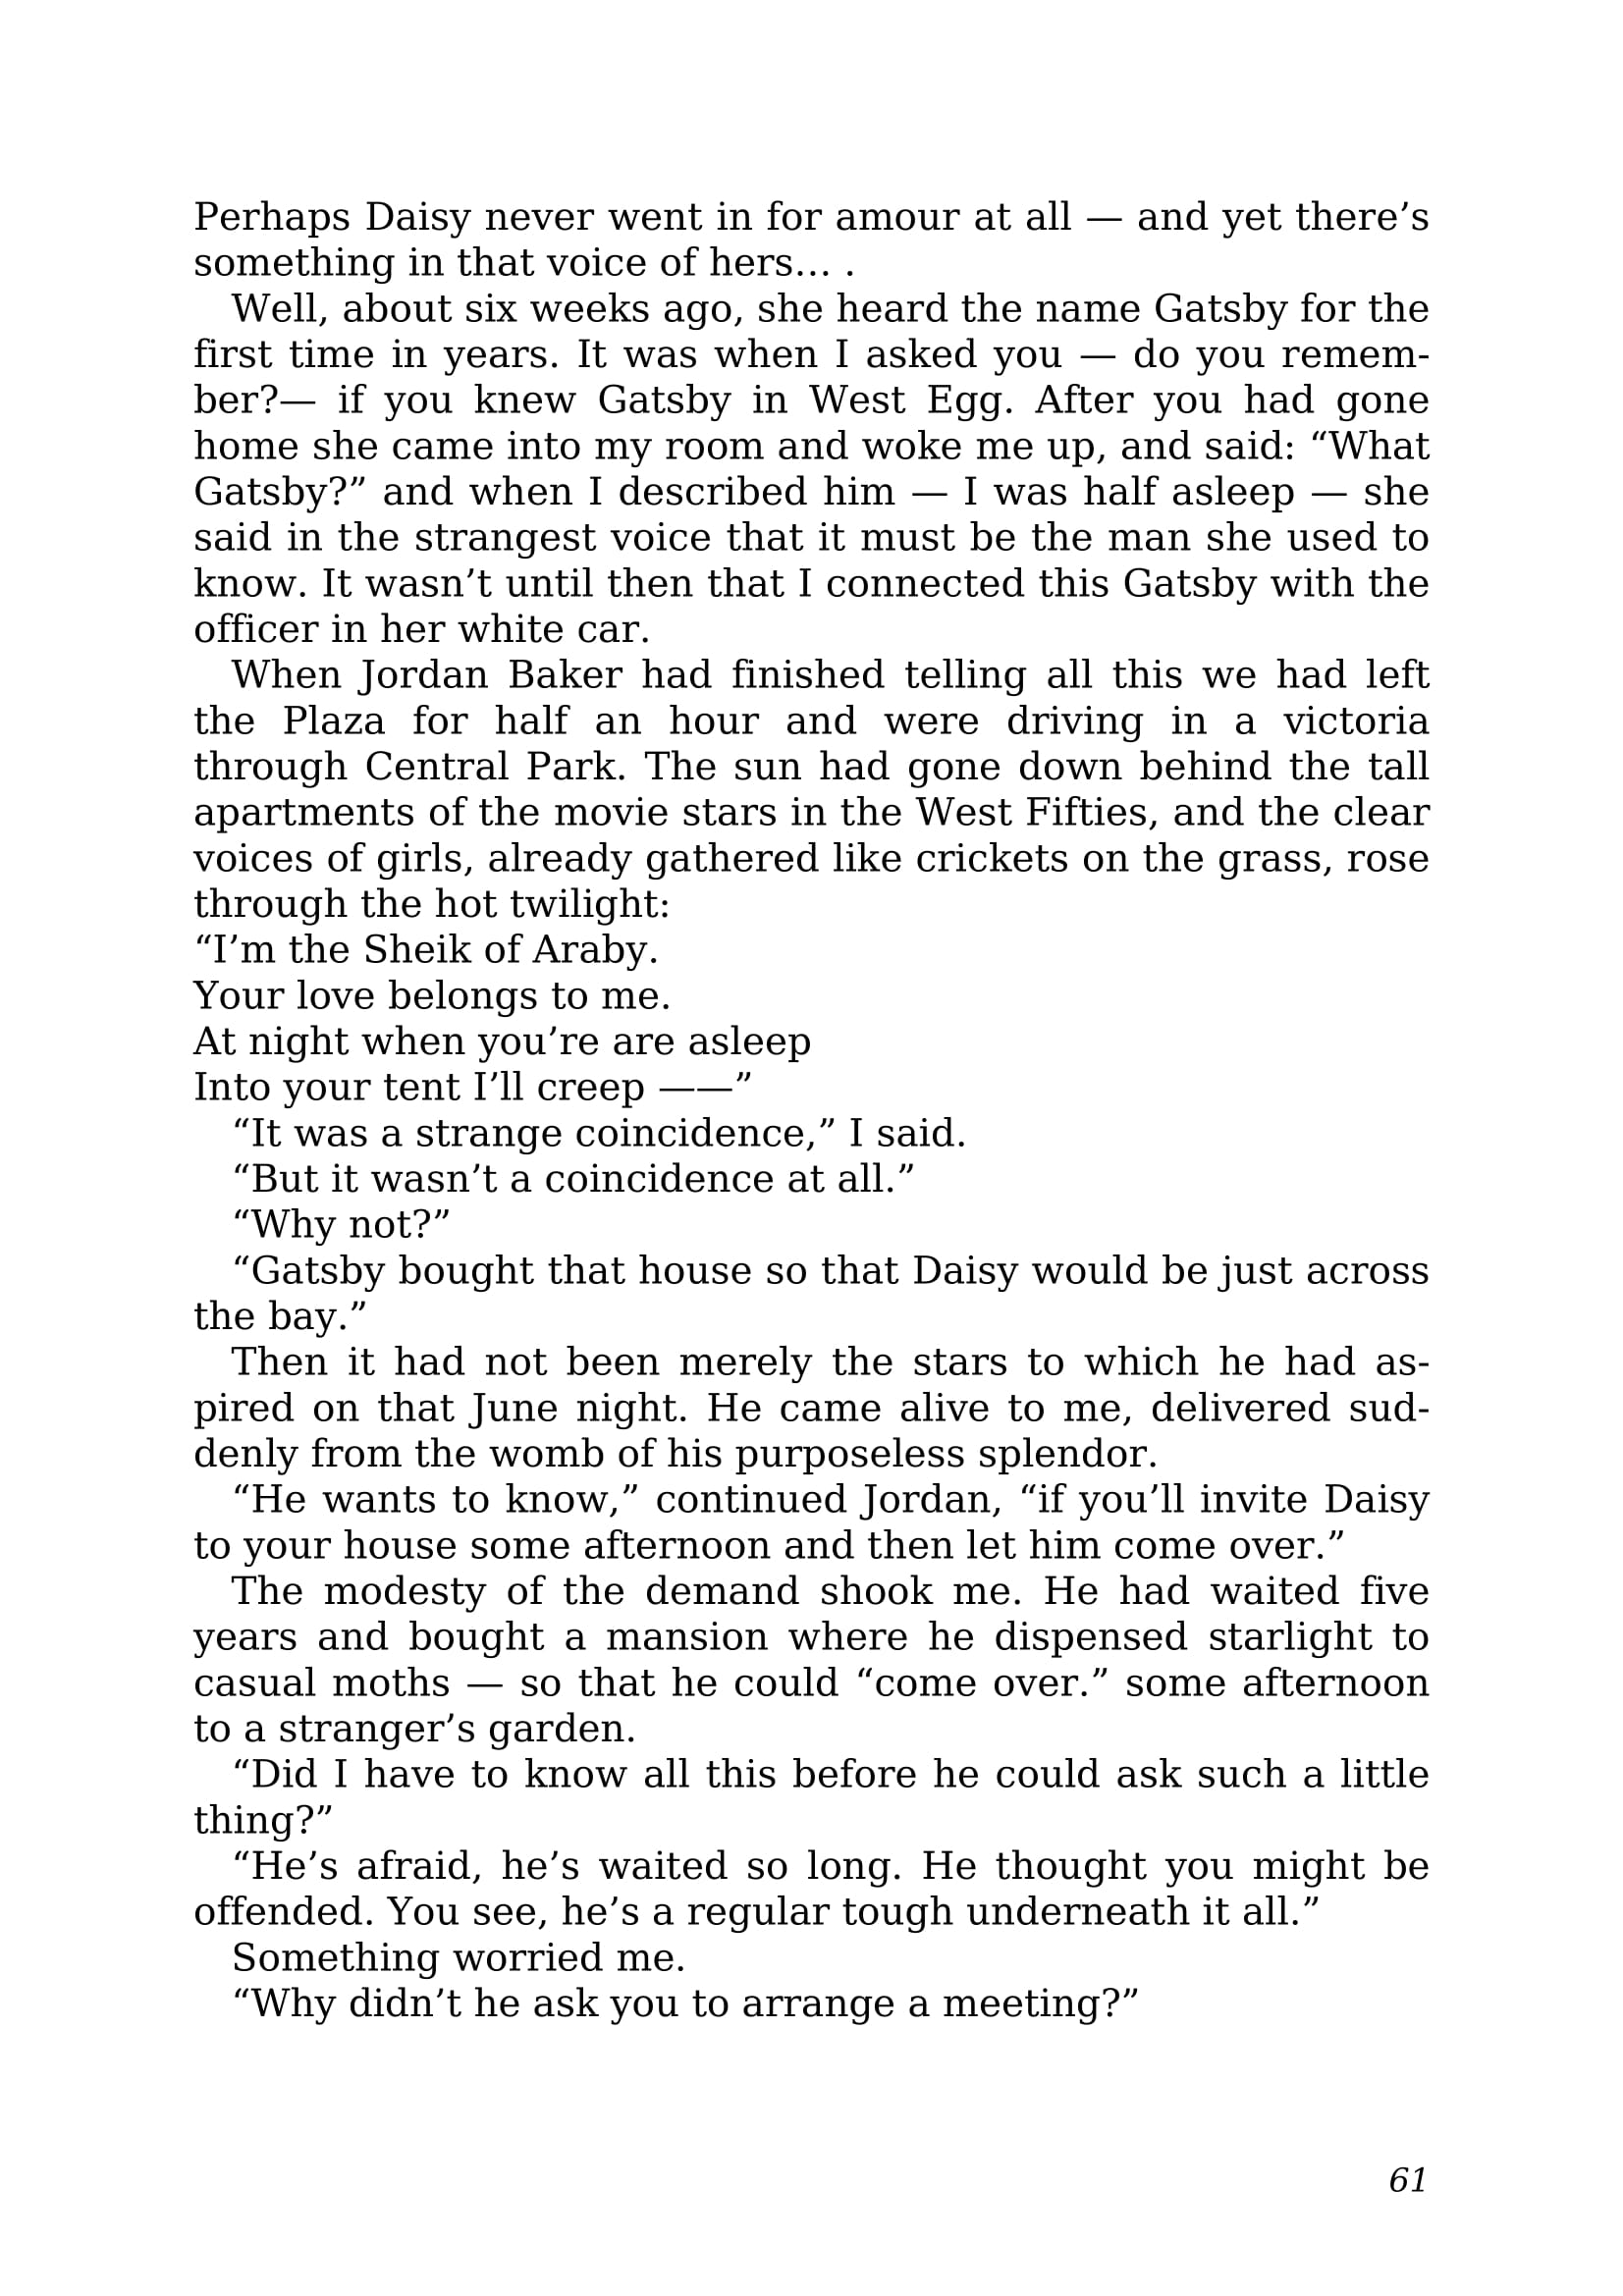 Perhaps Daisy never went in for amour at all — and yet there’s
something in that voice of hers… .
Well, about six weeks ago, she heard the name Gatsby for the
first time in years. It was when I asked you — do you remem-
ber?— if you knew Gatsby in West Egg. After you had gone
home she came into my room and woke me up, and said: “What
Gatsby?” and when I described him — I was half asleep — she
said in the strangest voice that it must be the man she used to
know. It wasn’t until then that I connected this Gatsby with the
officer in her white car.
When Jordan Baker had finished telling all this we had left
the Plaza for half an hour and were driving in a victoria
through Central Park. The sun had gone down behind the tall
apartments of the movie stars in the West Fifties, and the clear
voices of girls, already gathered like crickets on the grass, rose
through the hot twilight:
“I’m the Sheik of Araby.
Your love belongs to me.
At night when you’re are asleep
Into your tent I’ll creep ——”
“It was a strange coincidence,” I said.
“But it wasn’t a coincidence at all.”
“Why not?”
“Gatsby bought that house so that Daisy would be just across
the bay.”
Then it had not been merely the stars to which he had as-
pired on that June night. He came alive to me, delivered sud-
denly from the womb of his purposeless splendor.
“He wants to know,” continued Jordan, “if you’ll invite Daisy
to your house some afternoon and then let him come over.”
The modesty of the demand shook me. He had waited five
years and bought a mansion where he dispensed starlight to
casual moths — so that he could “come over.” some afternoon
to a stranger’s garden.
“Did I have to know all this before he could ask such a little
thing?”
“He’s afraid, he’s waited so long. He thought you might be
offended. You see, he’s a regular tough underneath it all.”
Something worried me.
“Why didn’t he ask you to arrange a meeting?”
61